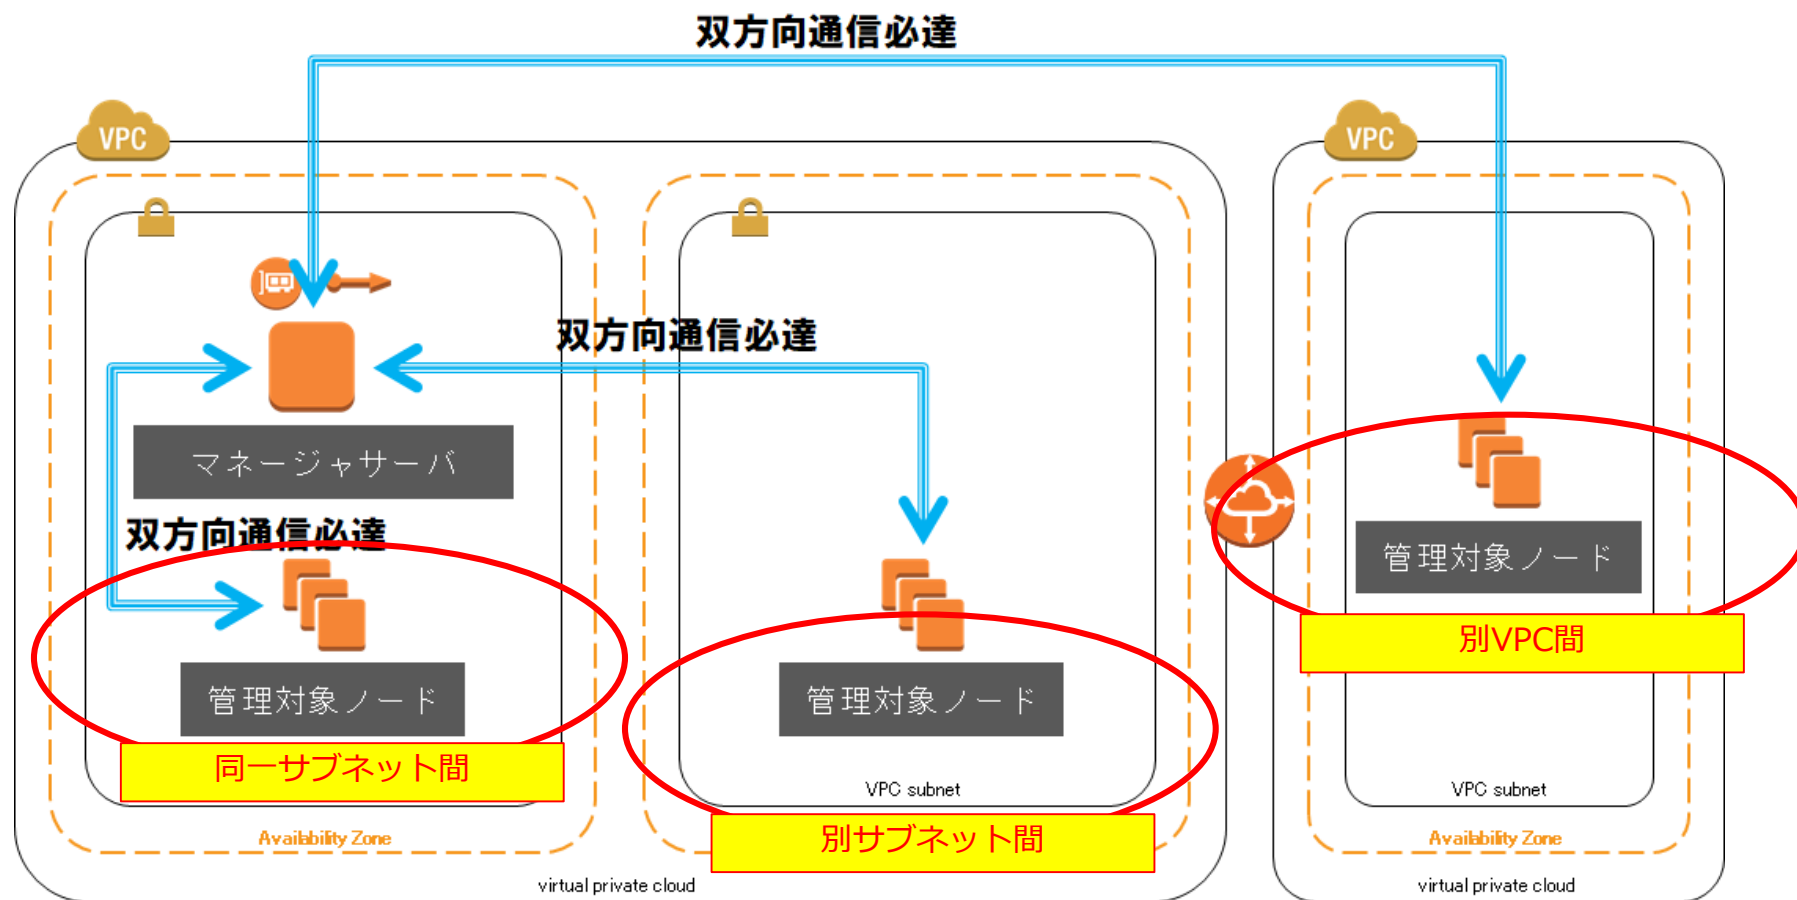 双方向通信必達
VPC
VPC
双方向通信必達
マネージャサーバ
双方向通信必達
管理対象ノード
別VPC間
管理対象ノード
管理対象ノード
同一サブネット間
VPC subnet
VPC subnet
別サブネット間
Availability Zone
Availability Zone
virtual private cloud
virtual private cloud